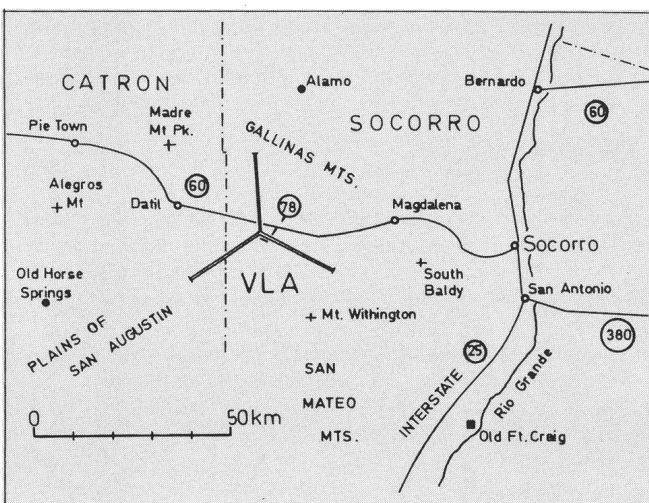 CATRON
Alamo
Bernardo
Pie Town
Madre
Mt Pk.
SOCORRO
60
GALLINAS MTS.
Alegros
Mt
60
Datil
78
Magdalena
Socorro
Old Horse
Springs
VLA
South
Baldy
San Antonio
Mt. Withington
PLAINS OF
SAN AUGUSTIN
380
25
SAN
MATEO
MTS.
INTERSTATE
Rio Grande
0
50km
Old Ft. Craig